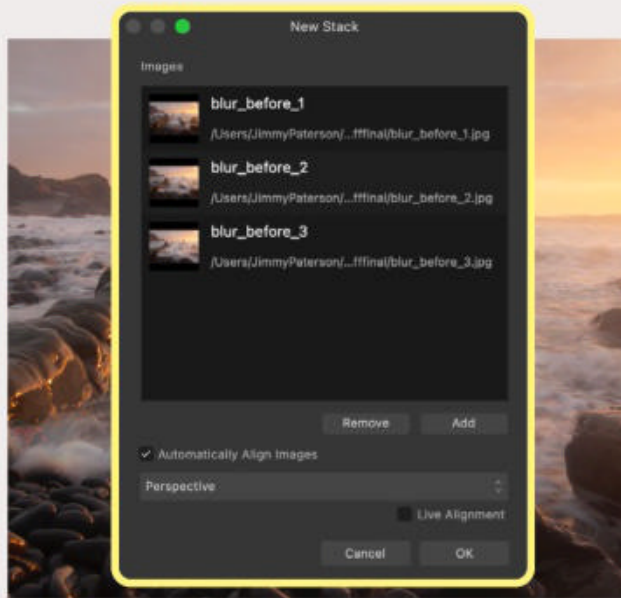 New Stack
Images
blur_before_1
/Users/JimmyPaterson/...fffinal/blur_before_1.jpg
blur_before_2
/Users/JimmyPaterson/...fffinal/blur_before_2.jpg
blur_before_3
/Users/JimmyPaterson/...fffinal/blur_before_3.jpg
Remove Add
Automatically Align Images
Perspective
Live Alignment
Cancel OK